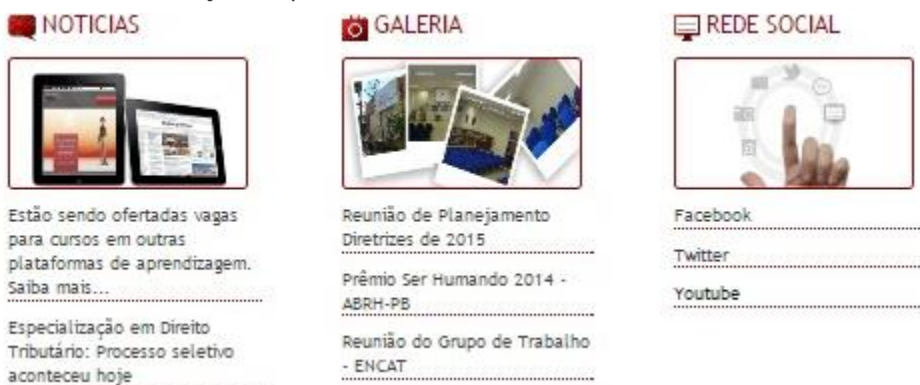 NOTICIAS
Estão sendo ofertadas vagas
para cursos em outras
plataformas de aprendizagem.
Saiba mais...
Especialização em Direito
Tributário: Processo seletivo
aconteceu hoje
GALERIA
Reunião de Planejamento
Diretrizes de 2015
Prêmio Ser Humando 2014 -
ABRH-PB
Reunião do Grupo de Trabalho
- ENCAT
REDE SOCIAL
Facebook
Twitter
Youtube